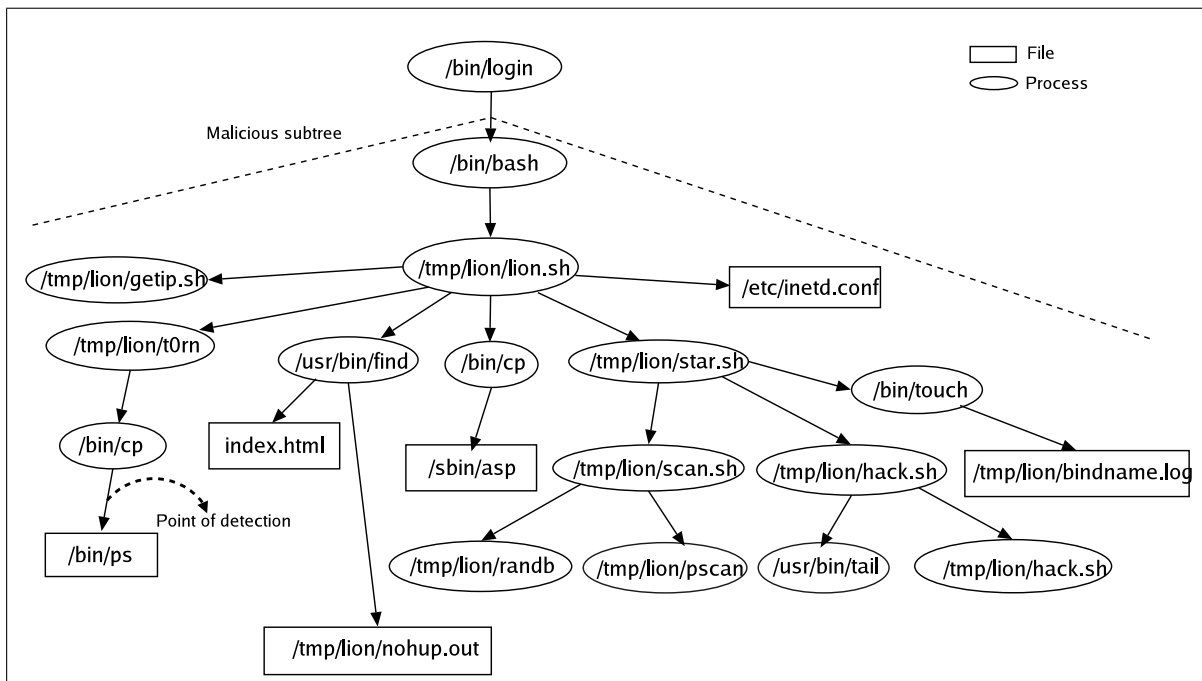 File
/bin/login
Process
Malicious subtree
/bin/bash
/tmp/lion/lion.sh
/tmp/lion/getip.sh
/etc/inetd.conf
/tmp/lion/t0rn
/usr/bin/find
/bin/cp
/tmp/lion/star.sh
/bin/touch
/bin/cp
index.html
/sbin/asp
/tmp/lion/scan.sh
/tmp/lion/hack.sh
/tmp/lion/bindname.log
Point of detection
/bin/ps
/tmp/lion/randb
/tmp/lion/pscan
/usr/bin/tail
/tmp/lion/hack.sh
/tmp/lion/nohup.out